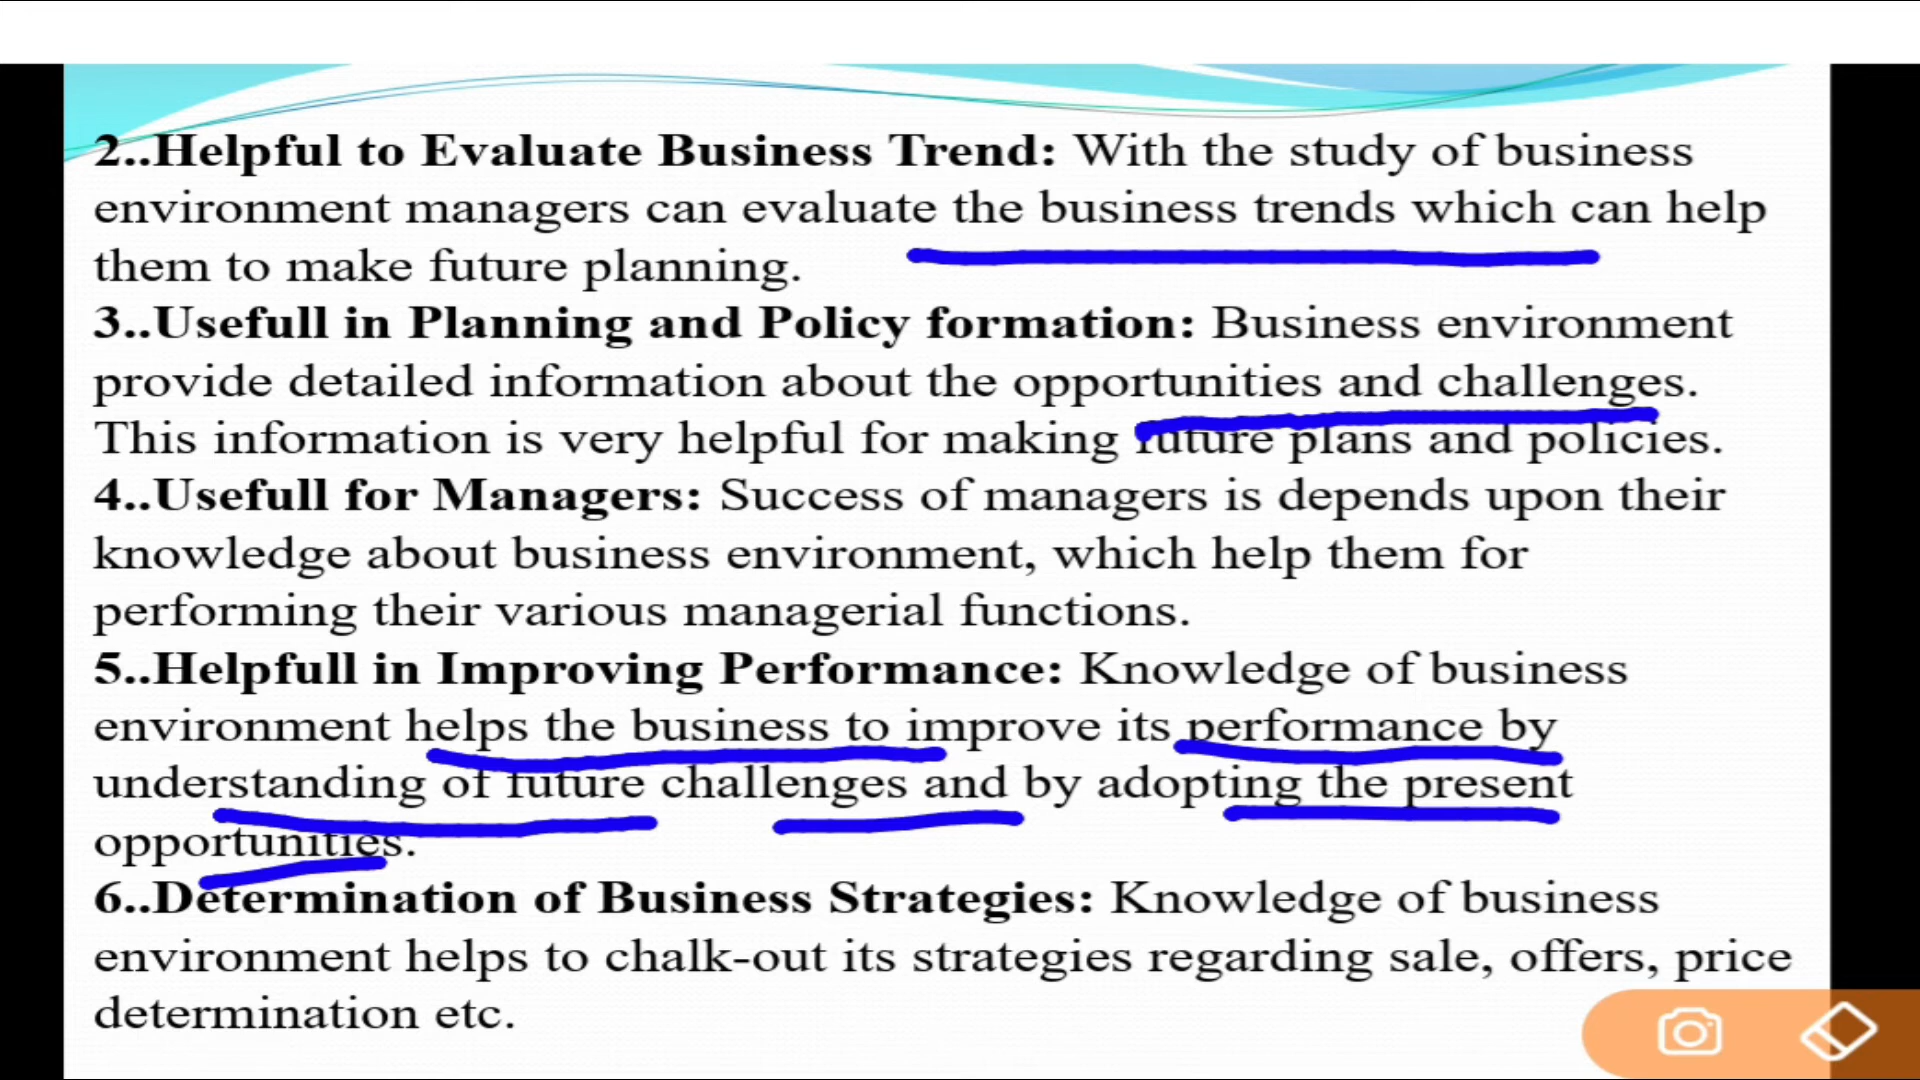 2..Helpful to Evaluate Business Trend: With the study of business
environment managers can evaluate the business trends which can help
them to make future planning.
3..Usefull in Planning and Policy formation: Business environment
provide detailed information about the opportunities and challenges.
This information is very helpful for making future plans and policies.
4..Usefull for Managers: Success of managers is depends upon their
knowledge about business environment, which help them for
performing their various managerial functions.
5..Helpfull in Improving Performance: Knowledge of business
environment helps the business to improve its performance by
understanding of future challenges and by adopting the present
opportunities.
6..Determination of Business Strategies: Knowledge of business
environment helps to chalk-out its strategies regarding sale, offers, price
determination etc.